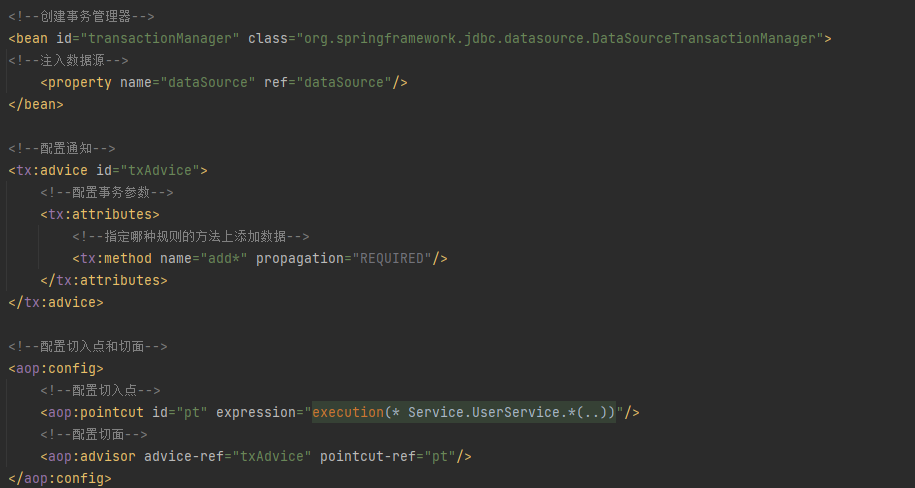 <!--创建事务管理器-->
<bean id="transactionManager" class="org.springframework.jdbc.datasource.DataSourceTransactionManager">
<!--注入数据源-->
<property name="dataSource" ref="dataSource"/>
</bean>
<!--配置通知-->
<tx:advice id="txAdvice">
<!--配置事务参数-->
<tx:attributes>
<!--指定哪种规则的方法上添加数据-->
<tx:method name="add*" propagation="REQUIRED"/>
</tx:attributes>
</tx:advice>
<!--配置切入点和切面-->
<aop:config>
<!--配置切入点-->
<aop:pointcut id="pt" expression="execution(* Service.UserService.*(..))"/>
<!--配置切面-->
<aop:advisor advice-ref="txAdvice" pointcut-ref="pt"/>
</aop:config>